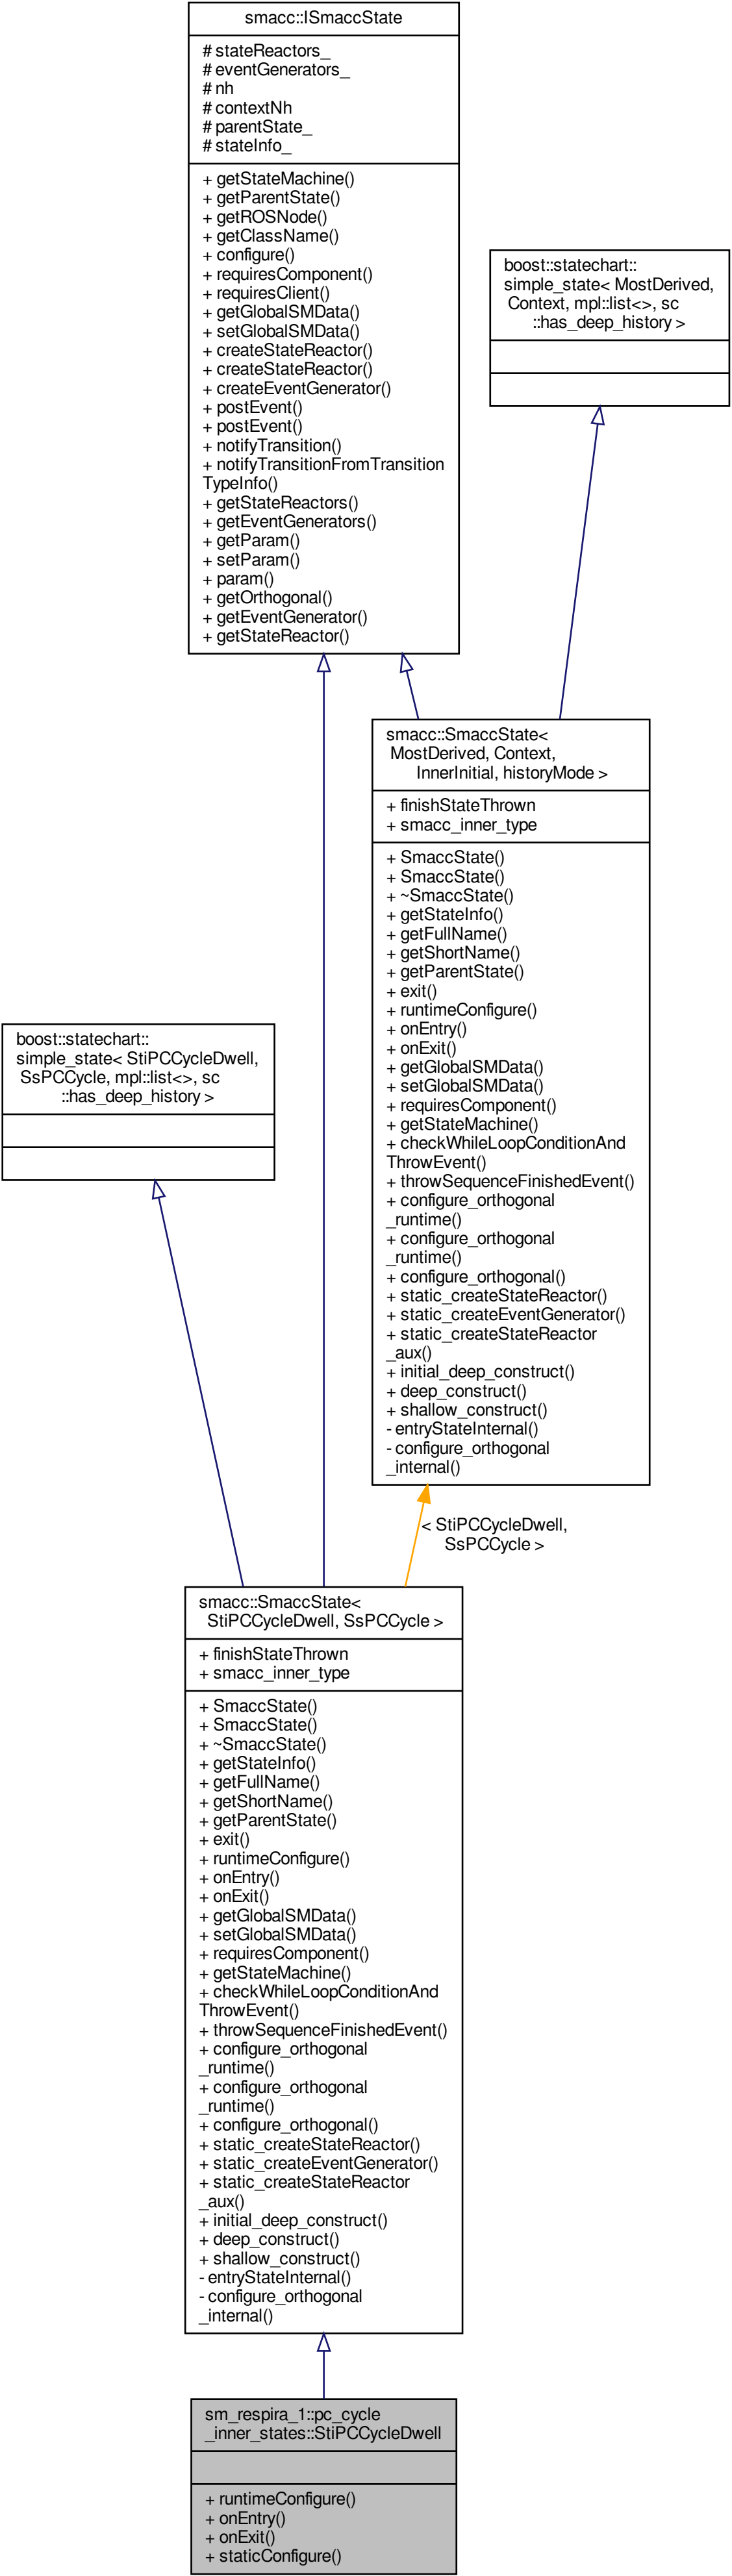 smacc::ISmaccState
# stateReactors_
# eventGenerators_
# nh
# contextNh
# parentState_
# stateInfo_
+ getStateMachine()
+ getParentState()
+ getROSNode()
+ getClassName()
+ configure()
+ requiresComponent()
+ requiresClient()
+ getGlobalSMData()
+ setGlobalSMData()
+ createStateReactor()
+ createStateReactor()
+ createEventGenerator()
+ postEvent()
+ postEvent()
+ notifyTransition()
+ notifyTransitionFromTransition
TypeInfo()
+ getStateReactors()
+ getEventGenerators()
+ getParam()
+ setParam()
+ param()
+ getOrthogonal()
+ getEventGenerator()
+ getStateReactor()
boost::statechart::
simple_state< MostDerived,
Context, mpl::list<>, sc
::has_deep_history >
smacc::SmaccState<
MostDerived, Context,
InnerInitial, historyMode >
+ finishStateThrown
+ smacc_inner_type
+ SmaccState()
+ SmaccState()
+ ~SmaccState()
+ getStateInfo()
+ getFullName()
+ getShortName()
+ getParentState()
+ exit()
+ runtimeConfigure()
+ onEntry()
+ onExit()
+ getGlobalSMData()
+ setGlobalSMData()
+ requiresComponent()
+ getStateMachine()
+ checkWhileLoopConditionAnd
ThrowEvent()
+ throwSequenceFinishedEvent()
+ configure_orthogonal
_runtime()
+ configure_orthogonal
_runtime()
+ configure_orthogonal()
+ static_createStateReactor()
+ static_createEventGenerator()
+ static_createStateReactor
_aux()
+ initial_deep_construct()
+ deep_construct()
+ shallow_construct()
- entryStateInternal()
- configure_orthogonal
_internal()
boost::statechart::
simple_state< StiPCCycleDwell,
SsPCCycle, mpl::list<>, sc
::has_deep_history >
< StiPCCycleDwell,
SsPCCycle >
smacc::SmaccState<
StiPCCycleDwell, SsPCCycle >
+ finishStateThrown
+ smacc_inner_type
+ SmaccState()
+ SmaccState()
+ ~SmaccState()
+ getStateInfo()
+ getFullName()
+ getShortName()
+ getParentState()
+ exit()
+ runtimeConfigure()
+ onEntry()
+ onExit()
+ getGlobalSMData()
+ setGlobalSMData()
+ requiresComponent()
+ getStateMachine()
+ checkWhileLoopConditionAnd
ThrowEvent()
+ throwSequenceFinishedEvent()
+ configure_orthogonal
_runtime()
+ configure_orthogonal
_runtime()
+ configure_orthogonal()
+ static_createStateReactor()
+ static_createEventGenerator()
+ static_createStateReactor
_aux()
+ initial_deep_construct()
+ deep_construct()
+ shallow_construct()
- entryStateInternal()
- configure_orthogonal
_internal()
sm_respira_1::pc_cycle
_inner_states::StiPCCycleDwell
+ runtimeConfigure()
+ onEntry()
+ onExit()
+ staticConfigure()